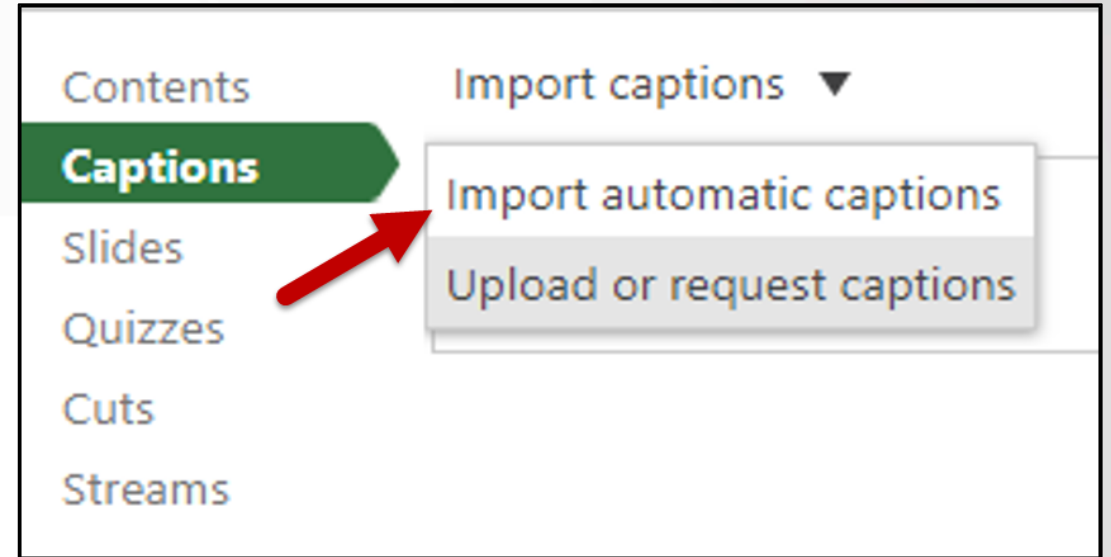 Contents
Captions
Slides
Quizzes
Cuts
Streams
Import captions
Import automatic captions
Upload or request captions